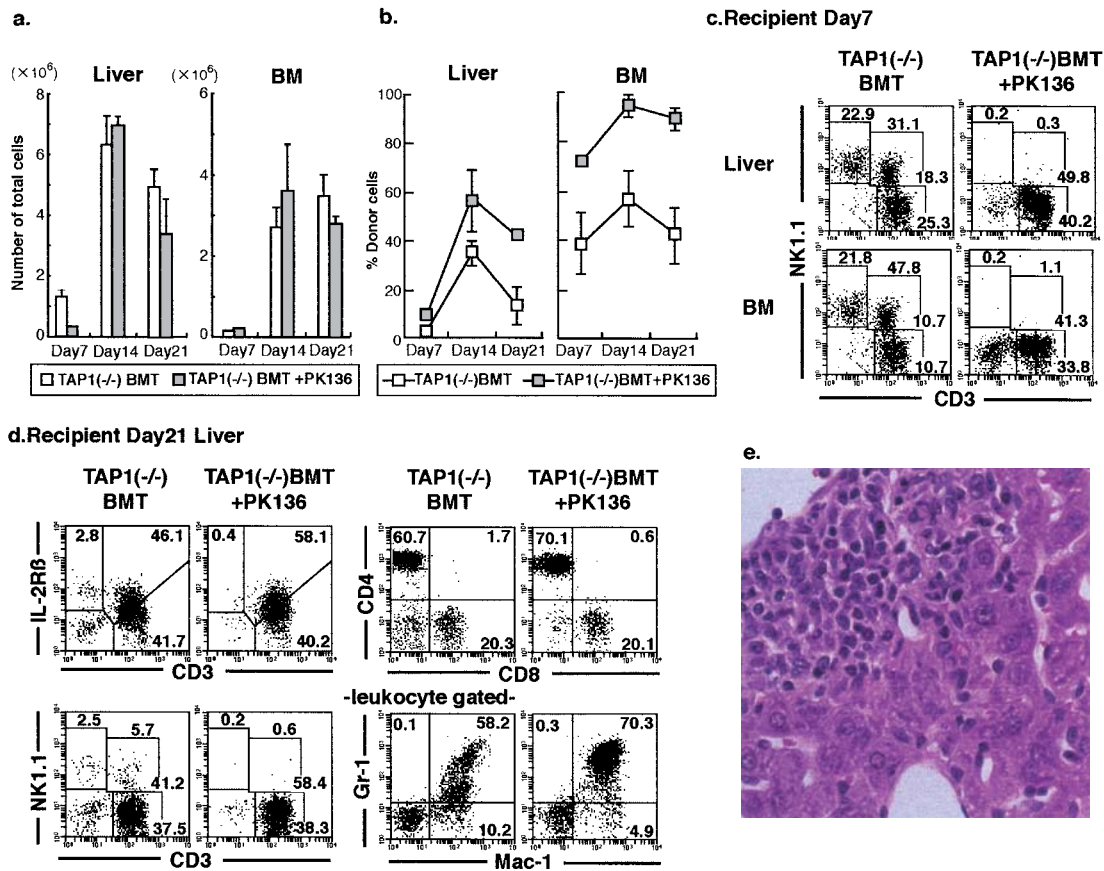 a.
(×10⁶) Liver (×10⁶) BM
Number of total cells
8
6
4
2
0
6
4
2
0
Day7 Day14 Day21 Day7 Day14 Day21
TAP1(-/-) BMT TAP1(-/-) BMT +PK136
b.
Liver BM
% Donor cells
100
80
60
40
20
0
Day7 Day14 Day21 Day7 Day14 Day21
TAP1(-/-)BMT TAP1(-/-)BMT+PK136
c.Recipient Day7
TAP1(-/-) BMT
TAP1(-/-)BMT +PK136
Liver
22.9 31.1 18.3 25.3
0.2 0.3 49.8 40.2
BM
21.8 47.8 10.7 10.7
0.2 1.1 41.3 33.8
NK1.1
CD3
d.Recipient Day21 Liver
TAP1(-/-) BMT
TAP1(-/-)BMT +PK136
TAP1(-/-) BMT
TAP1(-/-)BMT +PK136
IL-2Rß
2.8 46.1 41.7
0.4 58.1 40.2
CD3
CD4
60.7 1.7 20.3
70.1 0.6 20.1
CD8
-leukocyte gated-
NK1.1
2.5 5.7 41.2 37.5
0.2 0.6 58.4 38.3
CD3
Gr-1
0.1 58.2 10.2
0.3 70.3 4.9
Mac-1
e.